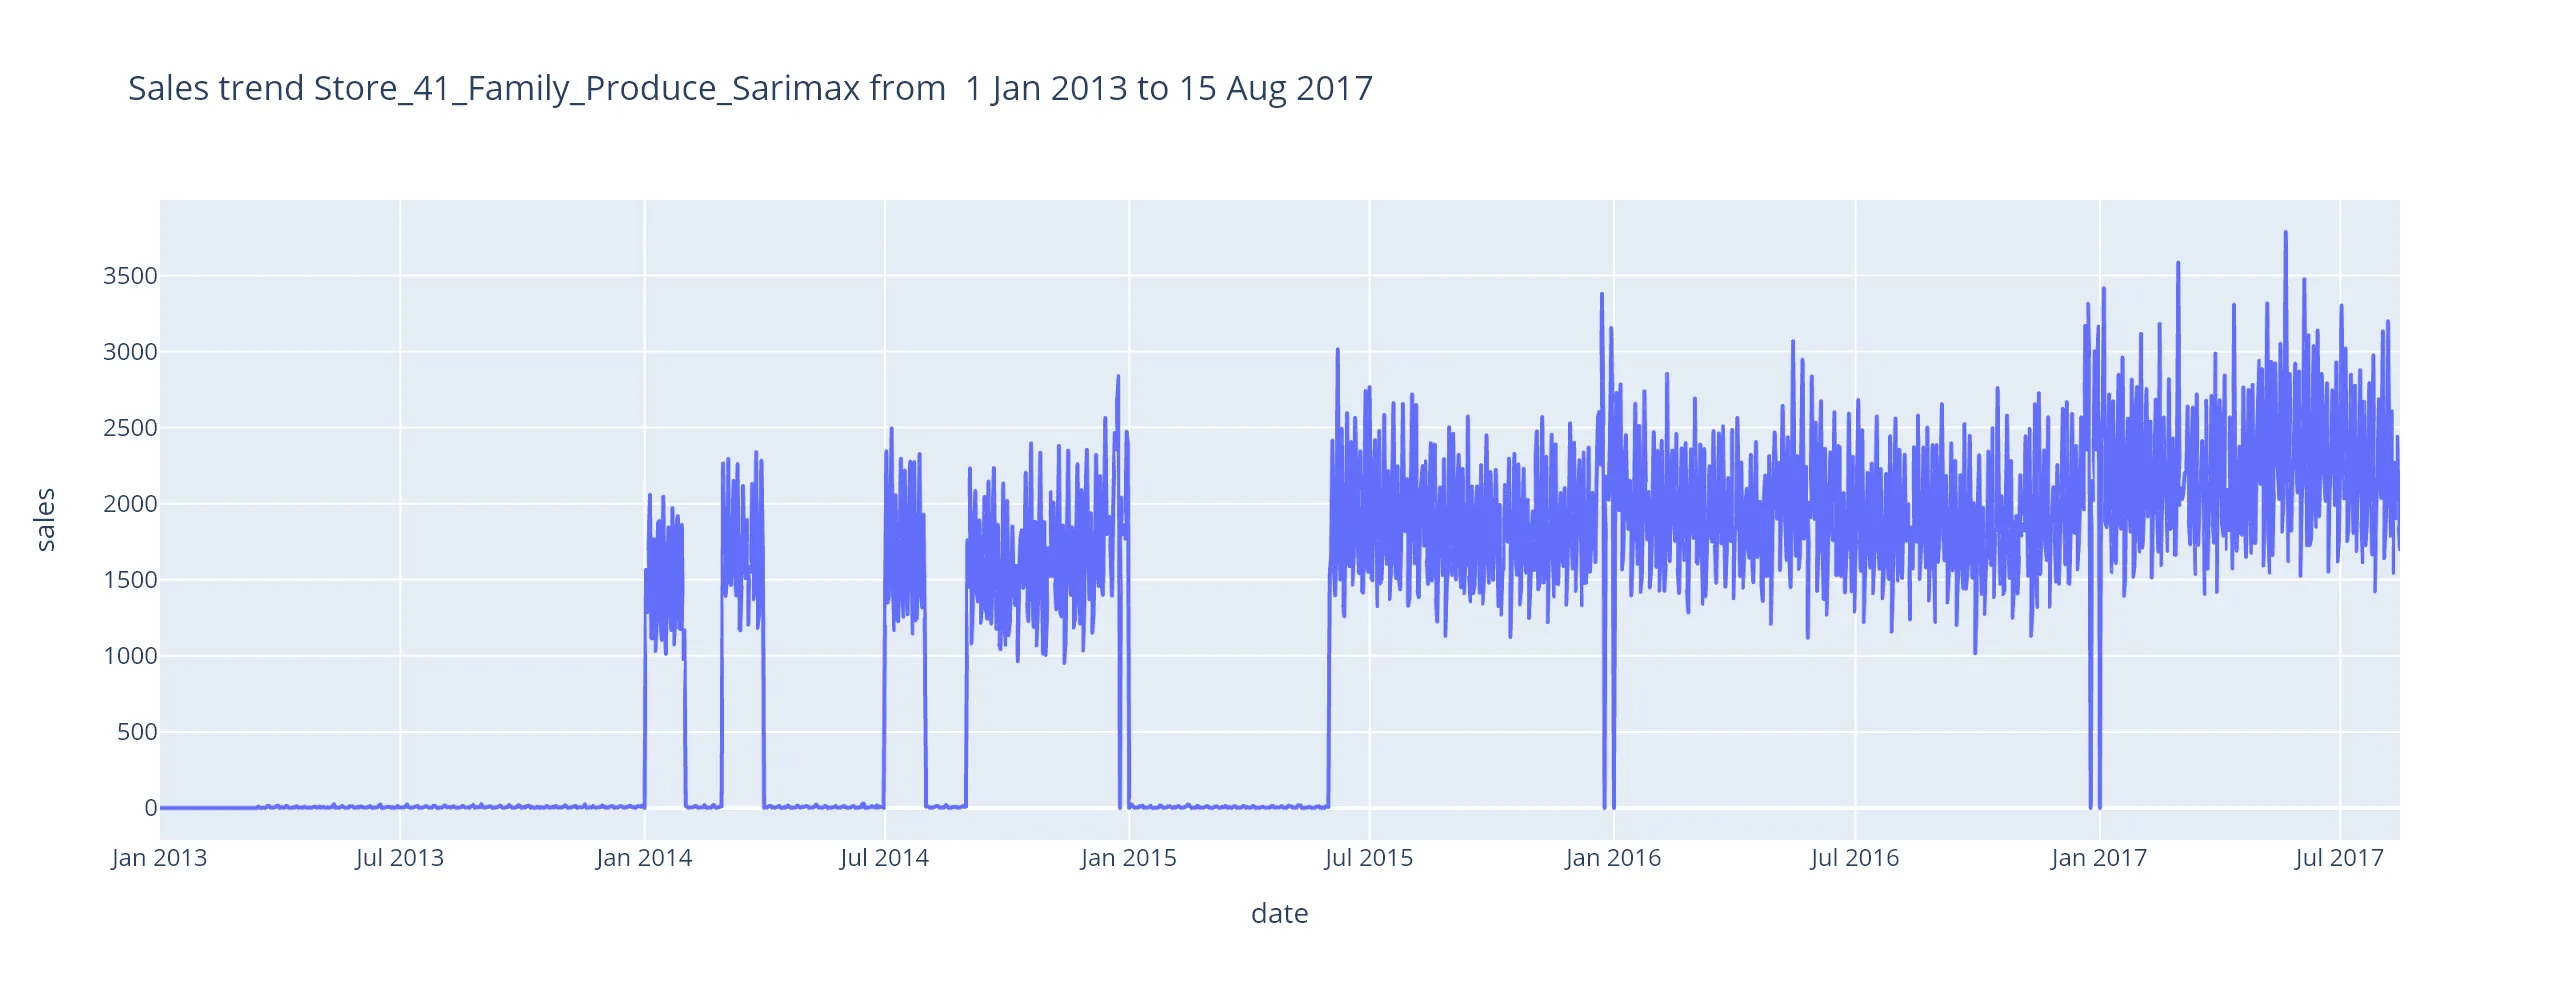 Sales trend Store_41_Family_Produce_Sarimax from  1 Jan 2013 to 15 Aug 2017
3500
3000
2500
2000
1500
1000
500
0
sales
Jan 2013 Jul 2013 Jan 2014 Jul 2014 Jan 2015 Jul 2015 Jan 2016 Jul 2016 Jan 2017 Jul 2017
date